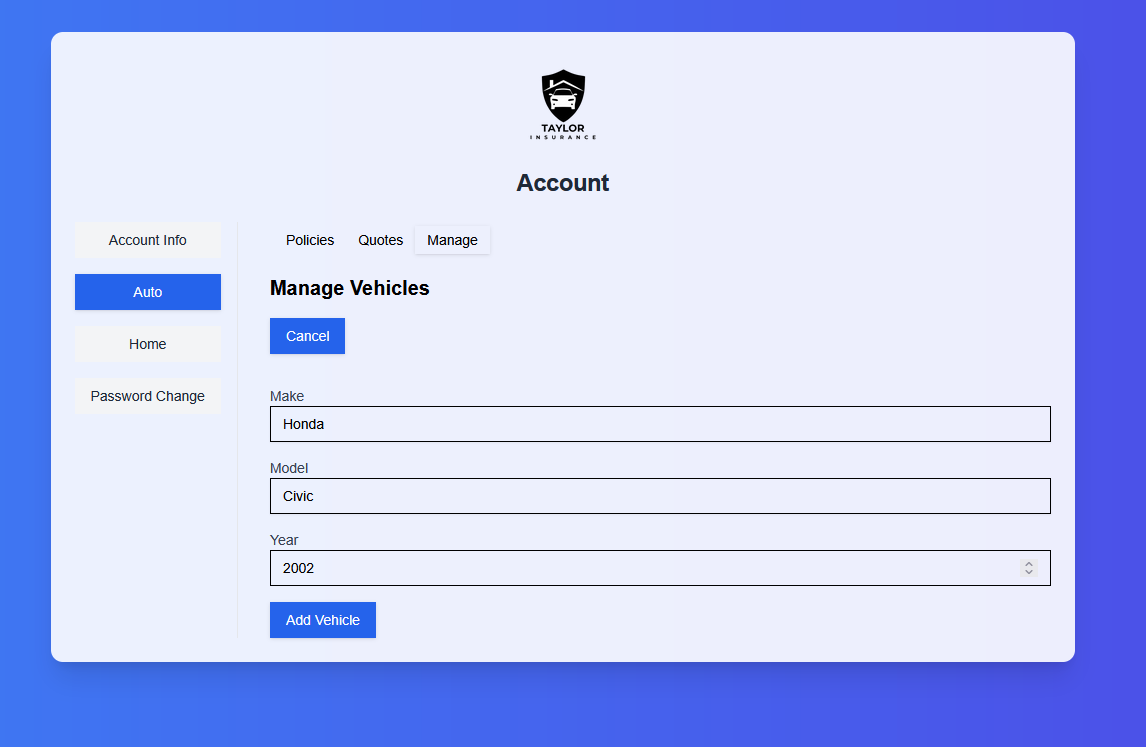 TAYLOR
INSURANCE
Account
Account Info
Auto
Home
Password Change
Policies Quotes Manage
Manage Vehicles
Cancel
Make
Honda
Model
Civic
Year
2002
Add Vehicle